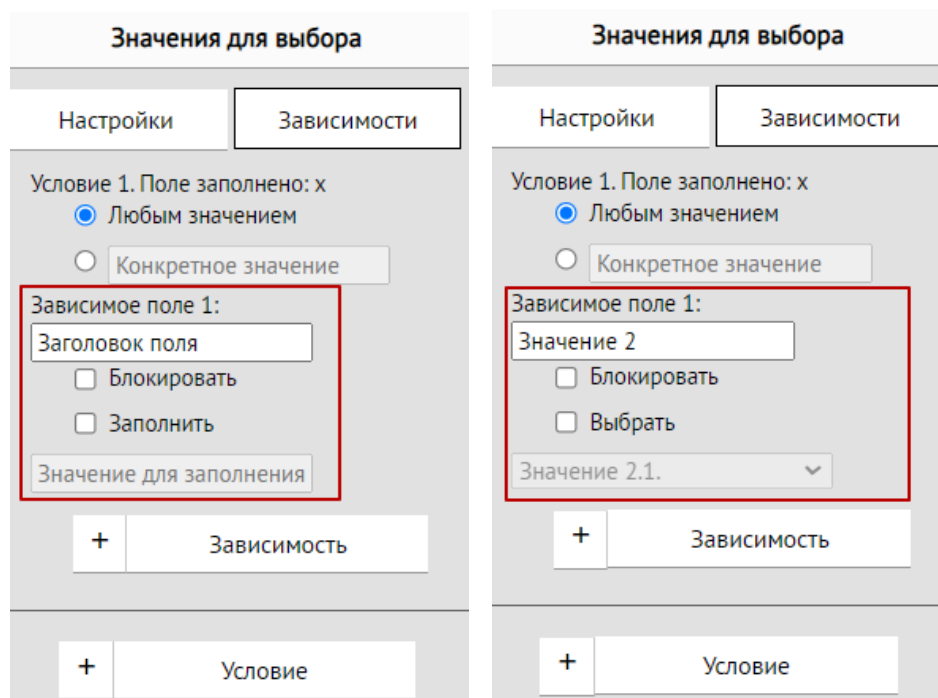 Значения для выбора
Настройки
Зависимости
Условие 1. Поле заполнено: x
Любым значением
Конкретное значение
Зависимое поле 1:
Заголовок поля
Блокировать
Заполнить
Значение для заполнения
+ Зависимость
+ Условие
Значения для выбора
Настройки
Зависимости
Условие 1. Поле заполнено: x
Любым значением
Конкретное значение
Зависимое поле 1:
Значение 2
Блокировать
Выбрать
Значение 2.1.
+ Зависимость
+ Условие